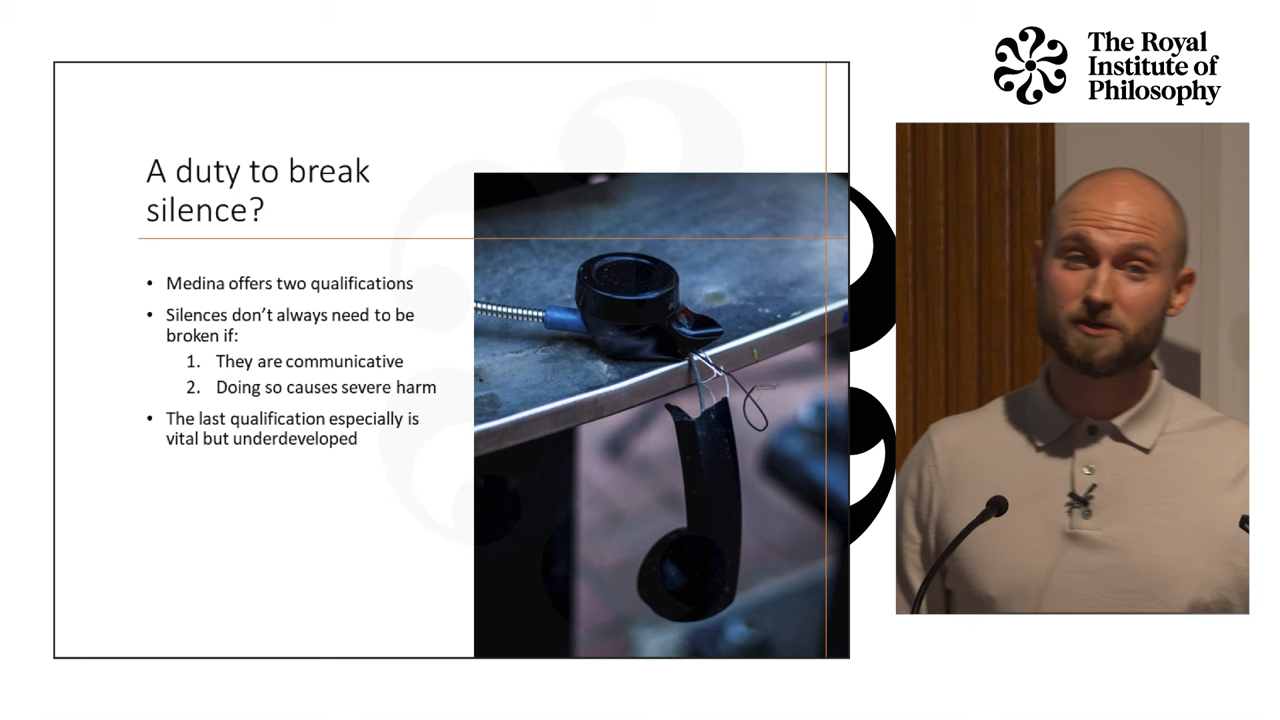 The Royal
Institute of
Philosophy
A duty to break
silence?
• Medina offers two qualifications
• Silences don’t always need to be
broken if:
1. They are communicative
2. Doing so causes severe harm
• The last qualification especially is
vital but underdeveloped